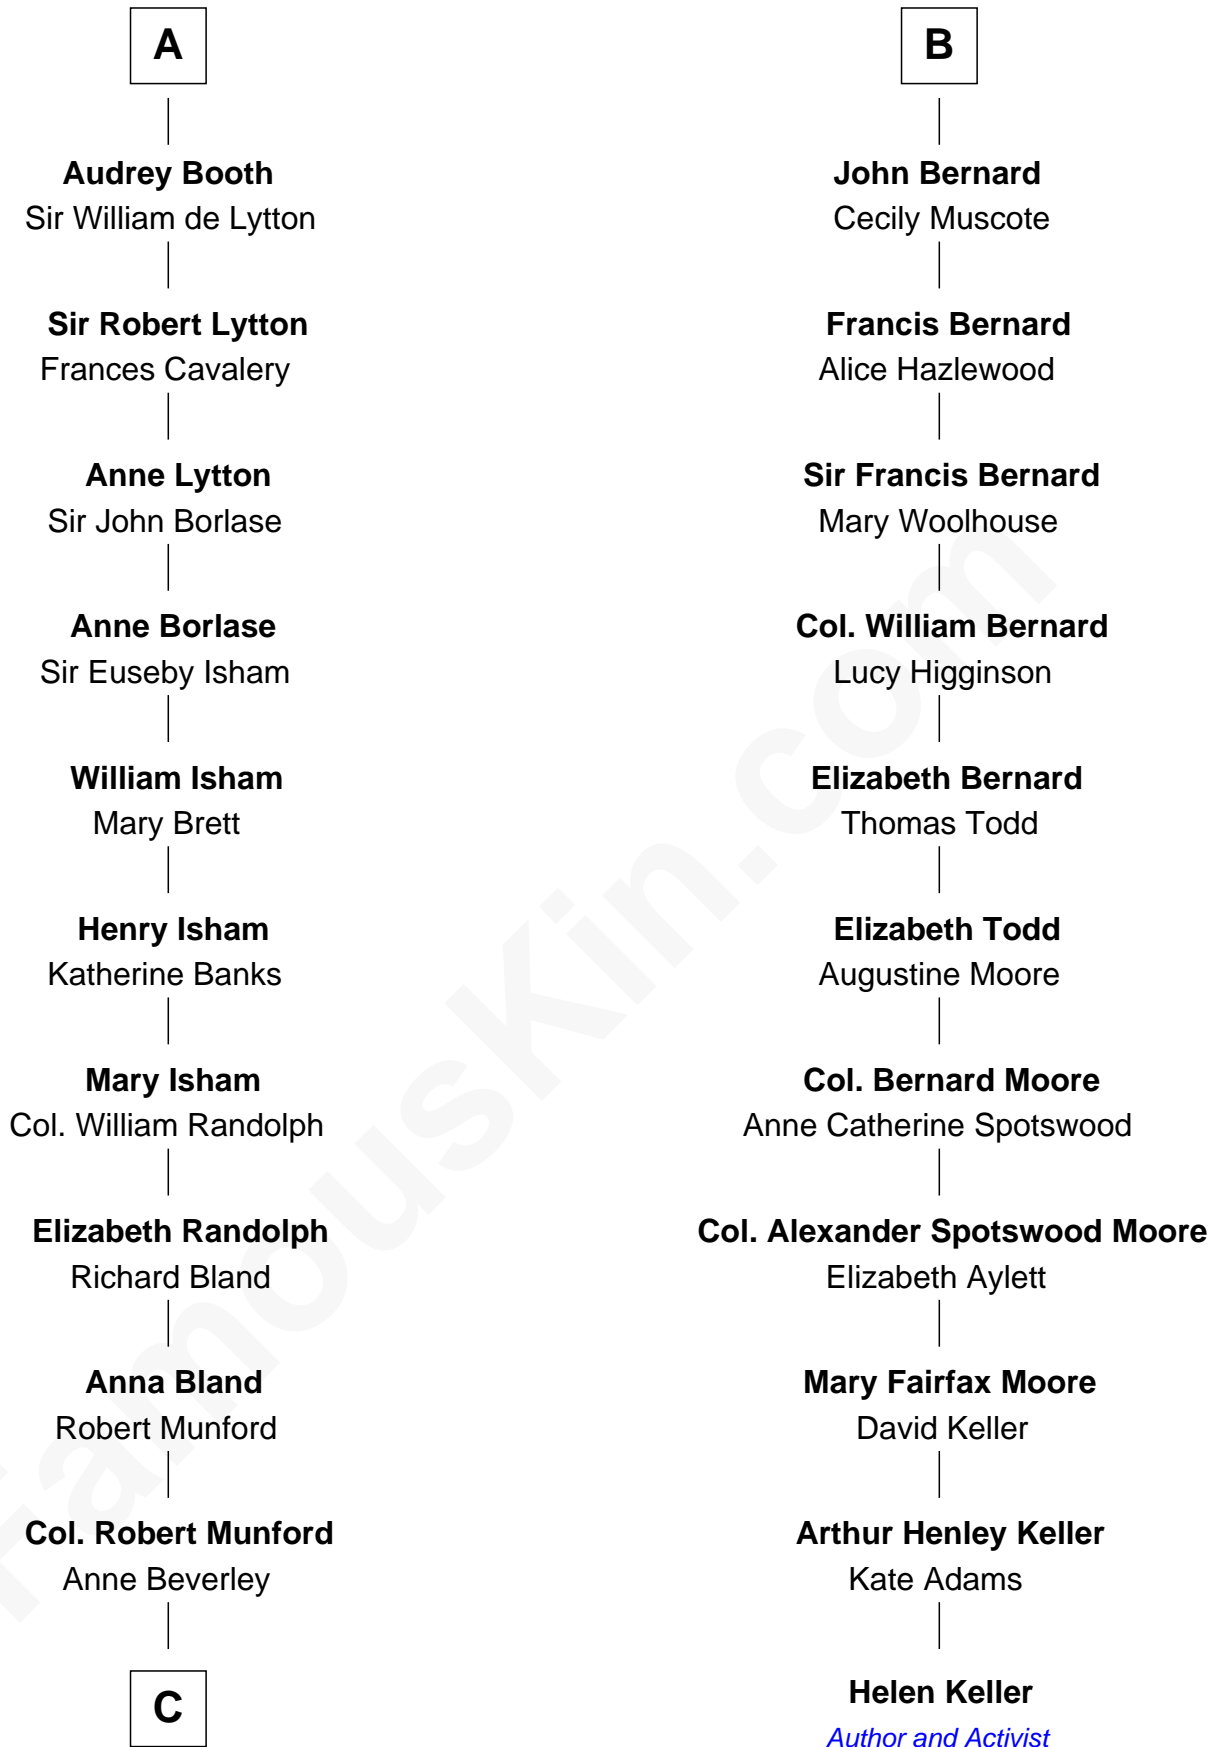 A
Audrey Booth
Sir William de Lytton
Sir Robert Lytton
Frances Cavalery
Anne Lytton
Sir John Borlase
Anne Borlase
Sir Euseby Isham
William Isham
Mary Brett
Henry Isham
Katherine Banks
Mary Isham
Col. William Randolph
Elizabeth Randolph
Richard Bland
Anna Bland
Robert Munford
Col. Robert Munford
Anne Beverley
C
B
John Bernard
Cecily Muscote
Francis Bernard
Alice Hazlewood
Sir Francis Bernard
Mary Woolhouse
Col. William Bernard
Lucy Higginson
Elizabeth Bernard
Thomas Todd
Elizabeth Todd
Augustine Moore
Col. Bernard Moore
Anne Catherine Spotswood
Col. Alexander Spotswood Moore
Elizabeth Aylett
Mary Fairfax Moore
David Keller
Arthur Henley Keller
Kate Adams
Helen Keller
Author and Activist
FamousKin.com